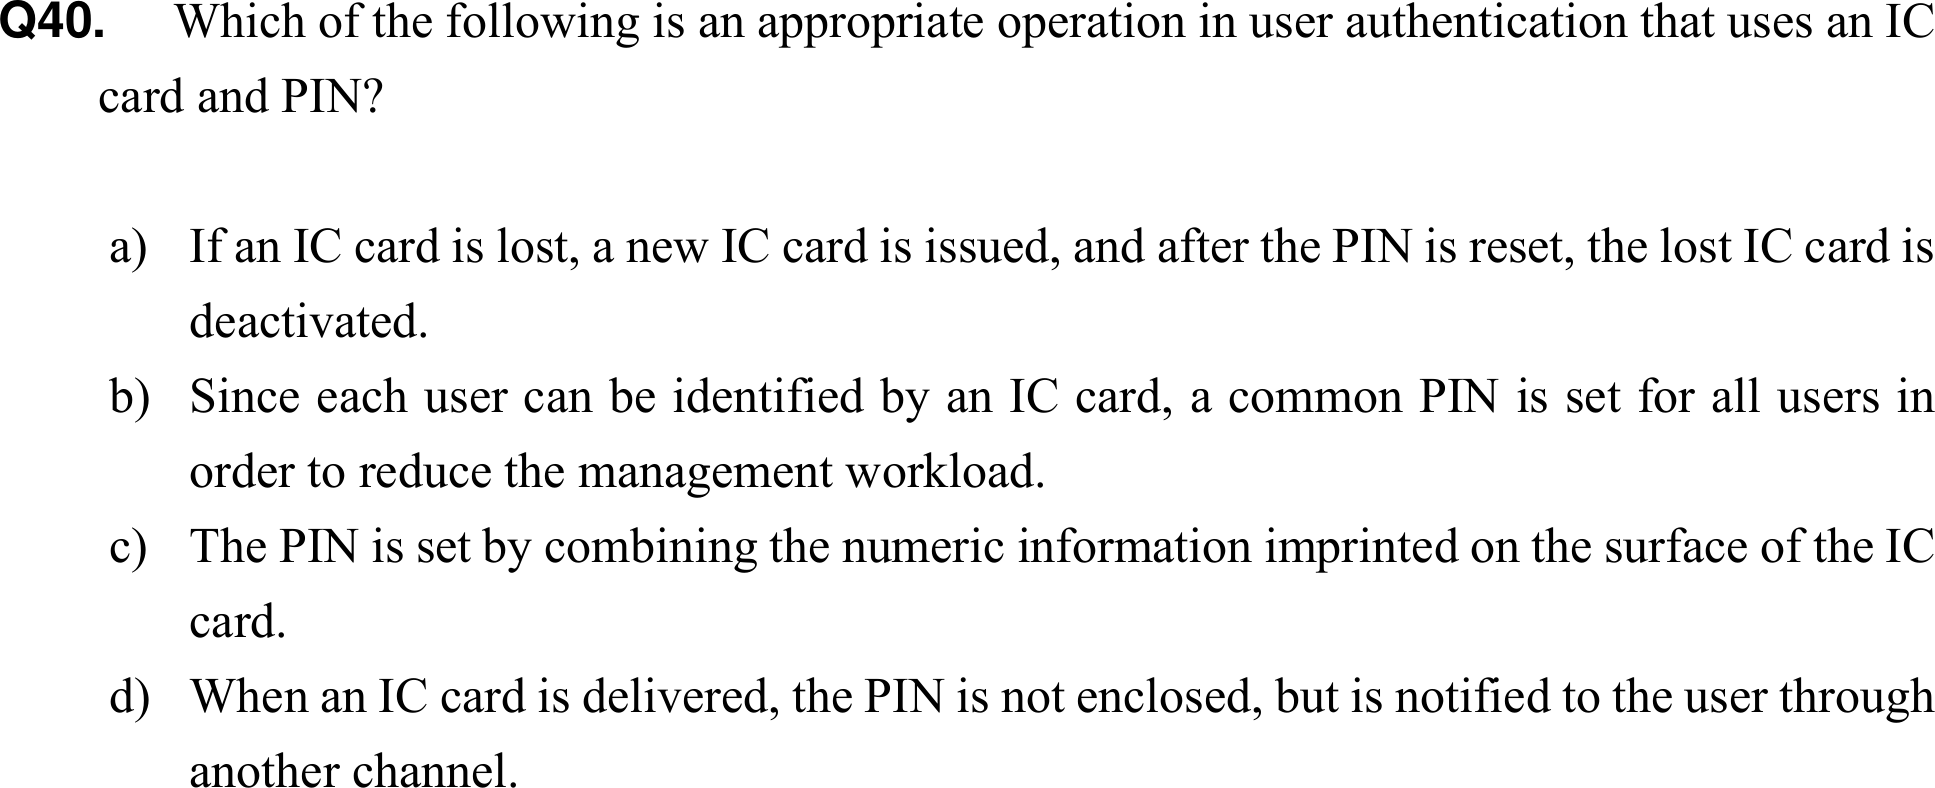 Q40. Which of the following is an appropriate operation in user authentication that uses an IC
card and PIN?
a) If an IC card is lost, a new IC card is issued, and after the PIN is reset, the lost IC card is
deactivated.
b) Since each user can be identified by an IC card, a common PIN is set for all users in
order to reduce the management workload.
c) The PIN is set by combining the numeric information imprinted on the surface of the IC
card.
d) When an IC card is delivered, the PIN is not enclosed, but is notified to the user through
another channel.